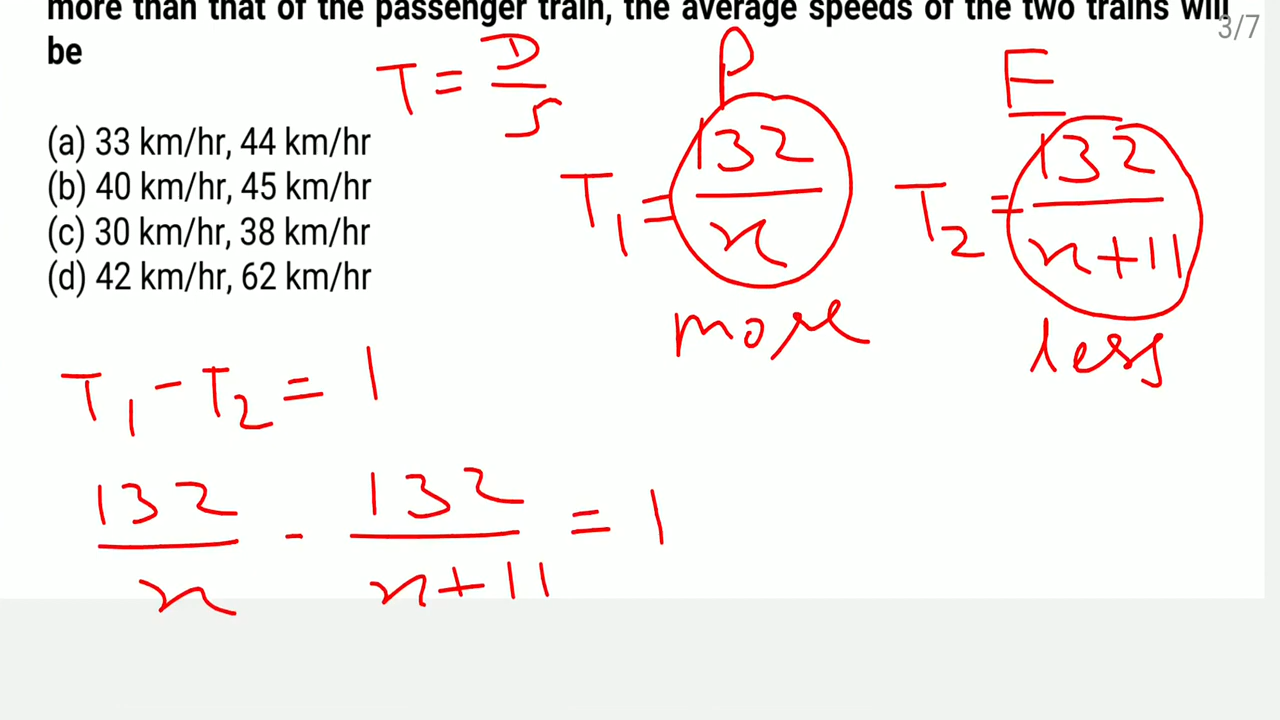 more than that of the passenger train, the average speeds of the two trains will
3/7
be
T = D/S
P
E
(a) 33 km/hr, 44 km/hr
(b) 40 km/hr, 45 km/hr
(c) 30 km/hr, 38 km/hr
(d) 42 km/hr, 62 km/hr
T₁ = 132/x
T₂ = 132/x+11
more
less
T₁ - T₂ = 1
132/x - 132/x+11 = 1